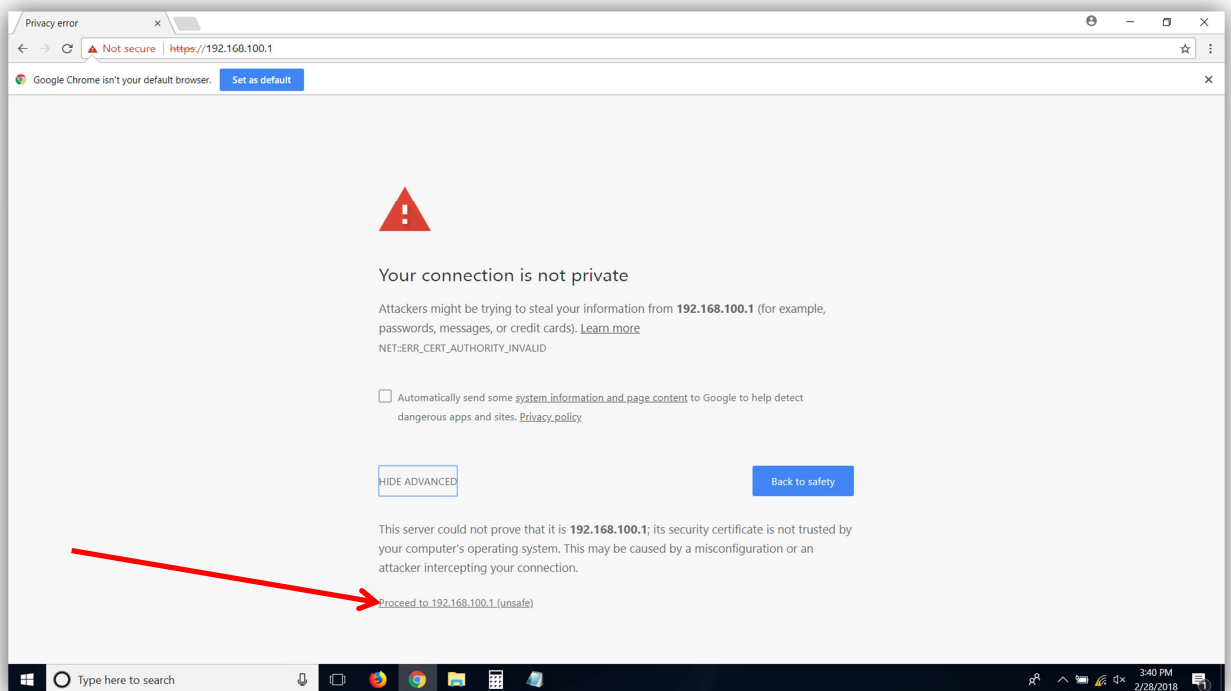 Privacy error
Not secure | https://192.168.100.1
Google Chrome isn't your default browser. Set as default
Your connection is not private
Attackers might be trying to steal your information from 192.168.100.1 (for example,
passwords, messages, or credit cards). Learn more
NET::ERR_CERT_AUTHORITY_INVALID
Automatically send some system information and page content to Google to help detect
dangerous apps and sites. Privacy policy
HIDE ADVANCED
Back to safety
This server could not prove that it is 192.168.100.1; its security certificate is not trusted by
your computer's operating system. This may be caused by a misconfiguration or an
attacker intercepting your connection.
Proceed to 192.168.100.1 (unsafe)
Type here to search
3:40 PM
2/28/2018
1